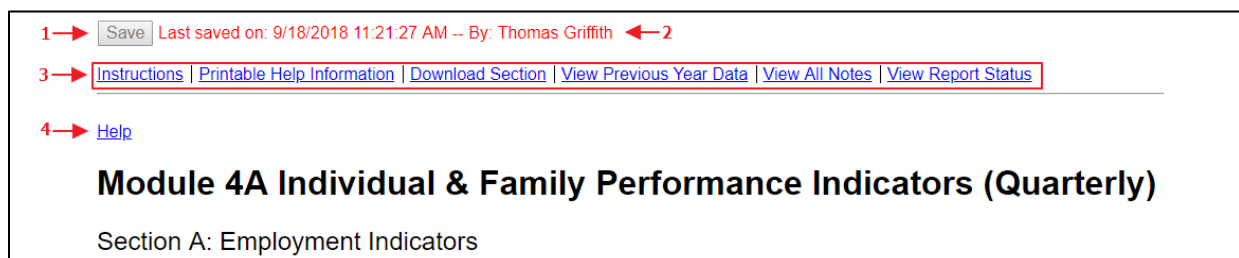 1 Save Last saved on: 9/18/2018 11:21:27 AM -- By: Thomas Griffith 2
3 Instructions | Printable Help Information | Download Section | View Previous Year Data | View All Notes | View Report Status
4 Help
Module 4A Individual & Family Performance Indicators (Quarterly)
Section A: Employment Indicators